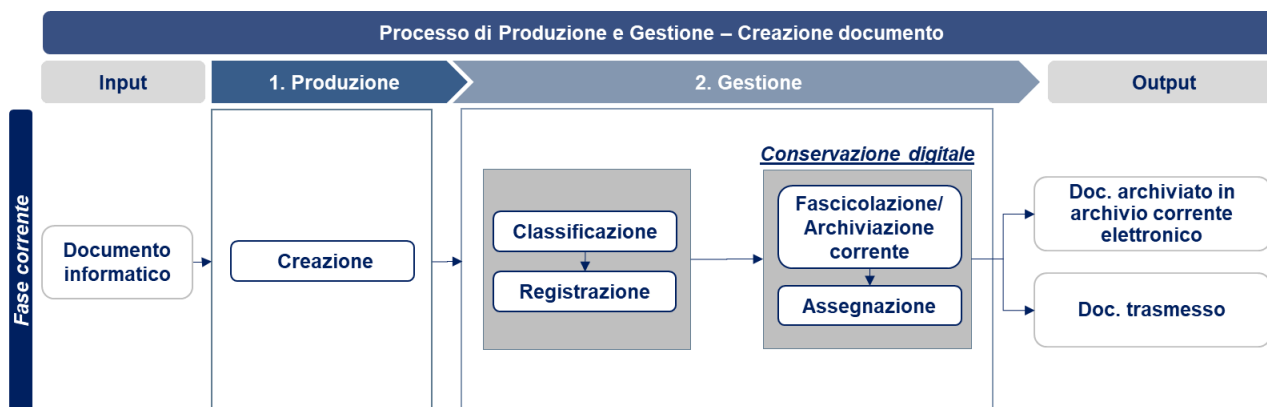 Processo di Produzione e Gestione – Creazione documento
Input
1. Produzione
2. Gestione
Output
Fase corrente
Documento
informatico
Creazione
Classificazione
Registrazione
Conservazione digitale
Fascicolazione/
Archiviazione
corrente
Assegnazione
Doc. archiviato in
archivio corrente
elettronico
Doc. trasmesso